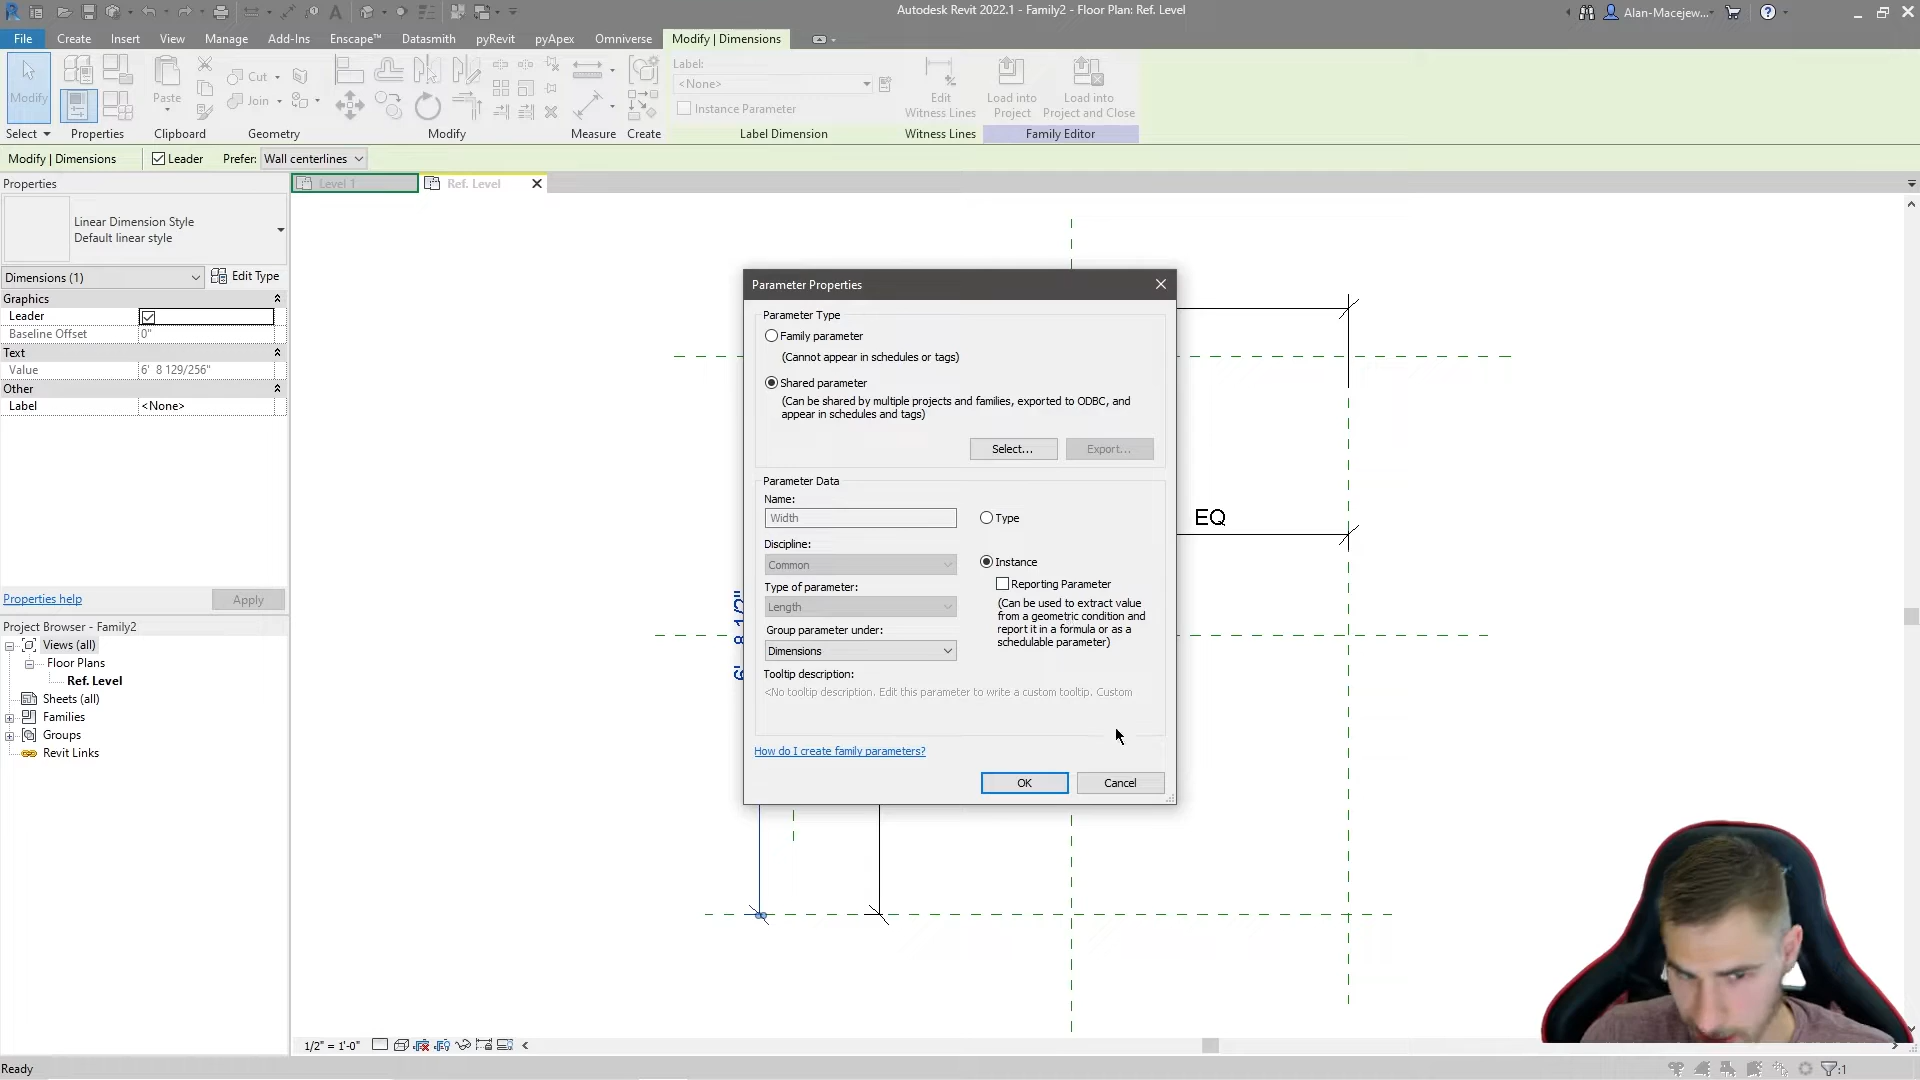 Autodesk Revit 2022.1 - Family2 - Floor Plan: Ref. Level
Alan-Macejew...
File Create Insert View Manage Add-Ins Enscape™ Datasmith pyRevit pyApex Omniverse Modify | Dimensions
Modify
Paste
Cut
Join
Label:
<None>
Instance Parameter
Edit
Witness Lines
Load into
Project
Load into
Project and Close
Select Properties Clipboard Geometry Modify Measure Create Label Dimension Witness Lines Family Editor
Modify | Dimensions Leader Prefer: Wall centerlines
Properties
Level 1
Ref. Level
Linear Dimension Style
Default linear style
Dimensions (1)
Edit Type
Graphics
Leader
Baseline Offset 0"
Text
Value 6' 8 129/256"
Other
Label <None>
Properties help
Apply
Project Browser - Family2
Views (all)
Floor Plans
Ref. Level
Sheets (all)
Families
Groups
Revit Links
Parameter Properties
Parameter Type
Family parameter
(Cannot appear in schedules or tags)
Shared parameter
(Can be shared by multiple projects and families, exported to ODBC, and
appear in schedules and tags)
Select...
Export...
Parameter Data
Name:
Width
Type
Discipline:
Common
Instance
Type of parameter:
Reporting Parameter
Length
(Can be used to extract value
from a geometric condition and
report it in a formula or as a
schedulable parameter)
Group parameter under:
Dimensions
Tooltip description:
<No tooltip description. Edit this parameter to write a custom tooltip. Custom
How do I create family parameters?
OK
Cancel
EQ
1/2" = 1'-0"
Ready
:1